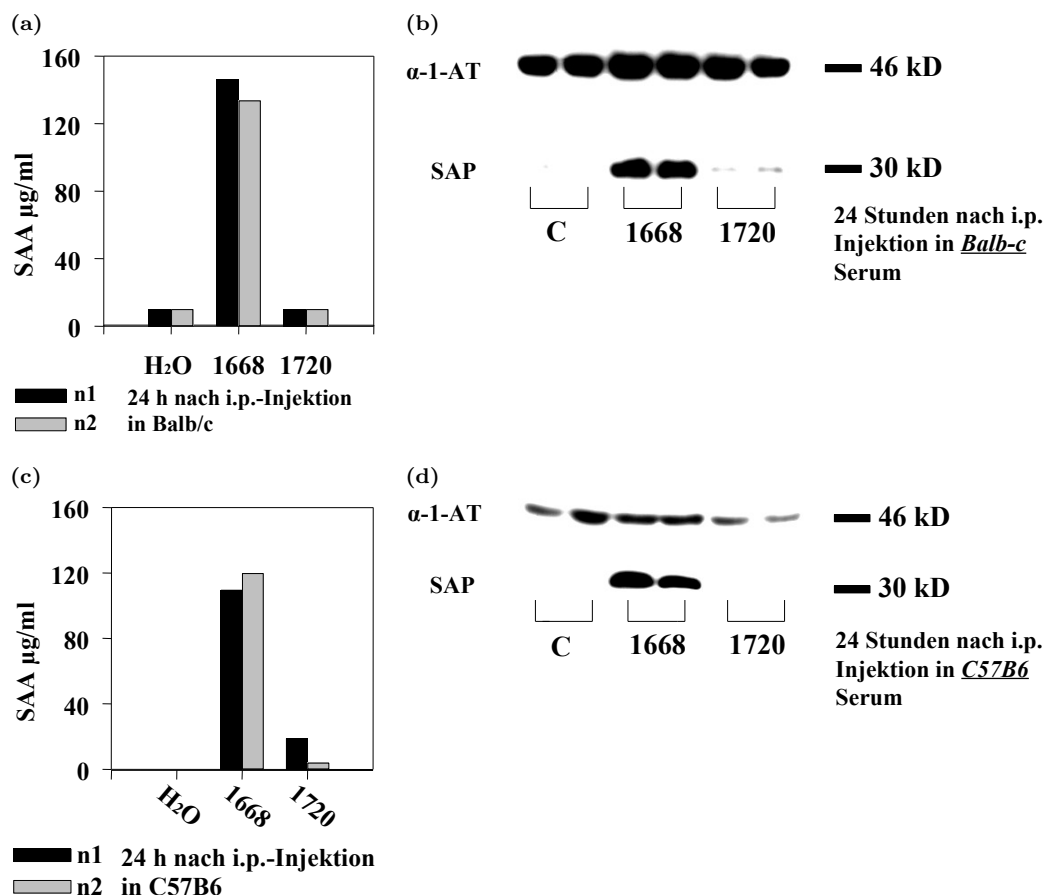 (a)
160
120
80
40
0
SAA µg/ml
H₂O 1668 1720
n1 24 h nach i.p.-Injektion
n2 in Balb/c
(b)
α-1-AT 46 kD
SAP 30 kD
C 1668 1720
24 Stunden nach i.p.
Injektion in Balb-c
Serum
(c)
160
120
80
40
0
SAA µg/ml
H₂O 1668 1720
n1 24 h nach i.p.-Injektion
n2 in C57B6
(d)
α-1-AT 46 kD
SAP 30 kD
C 1668 1720
24 Stunden nach i.p.
Injektion in C57B6
Serum